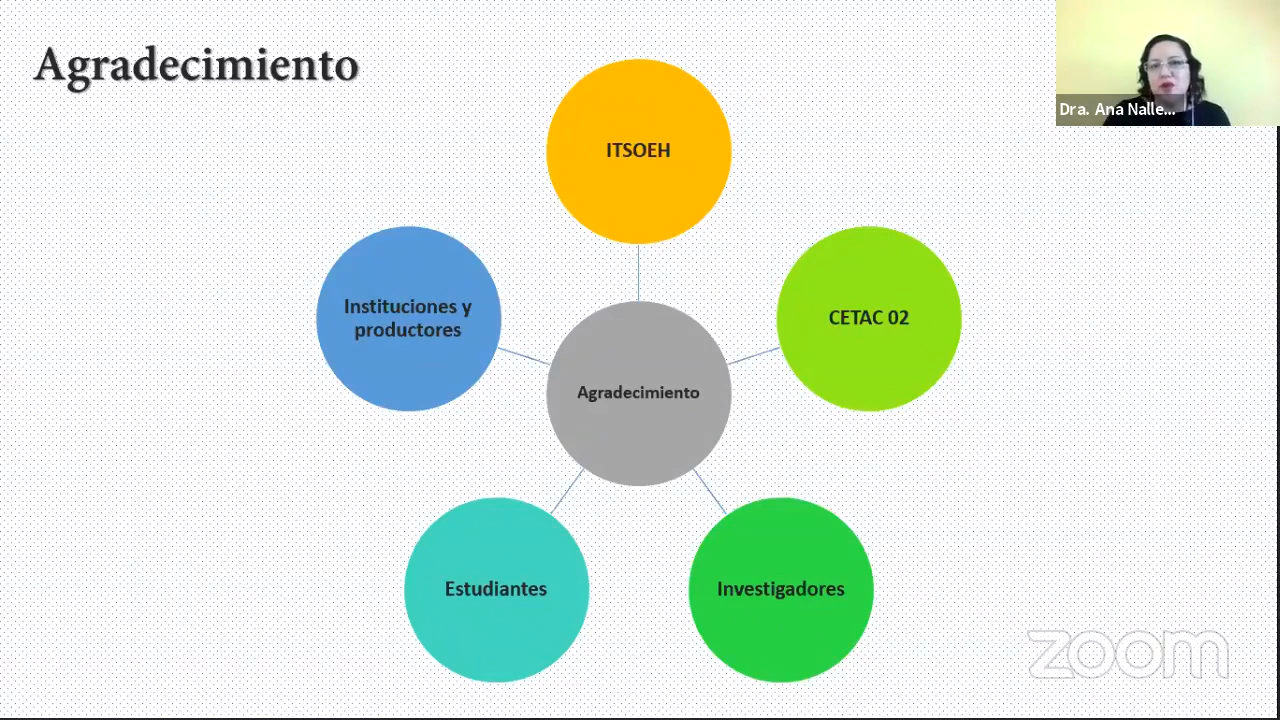 Agradecimiento
Dra. Ana Nalle...
ITSOEH
Instituciones y
productores
CETAC 02
Agradecimiento
Estudiantes
Investigadores
zoom